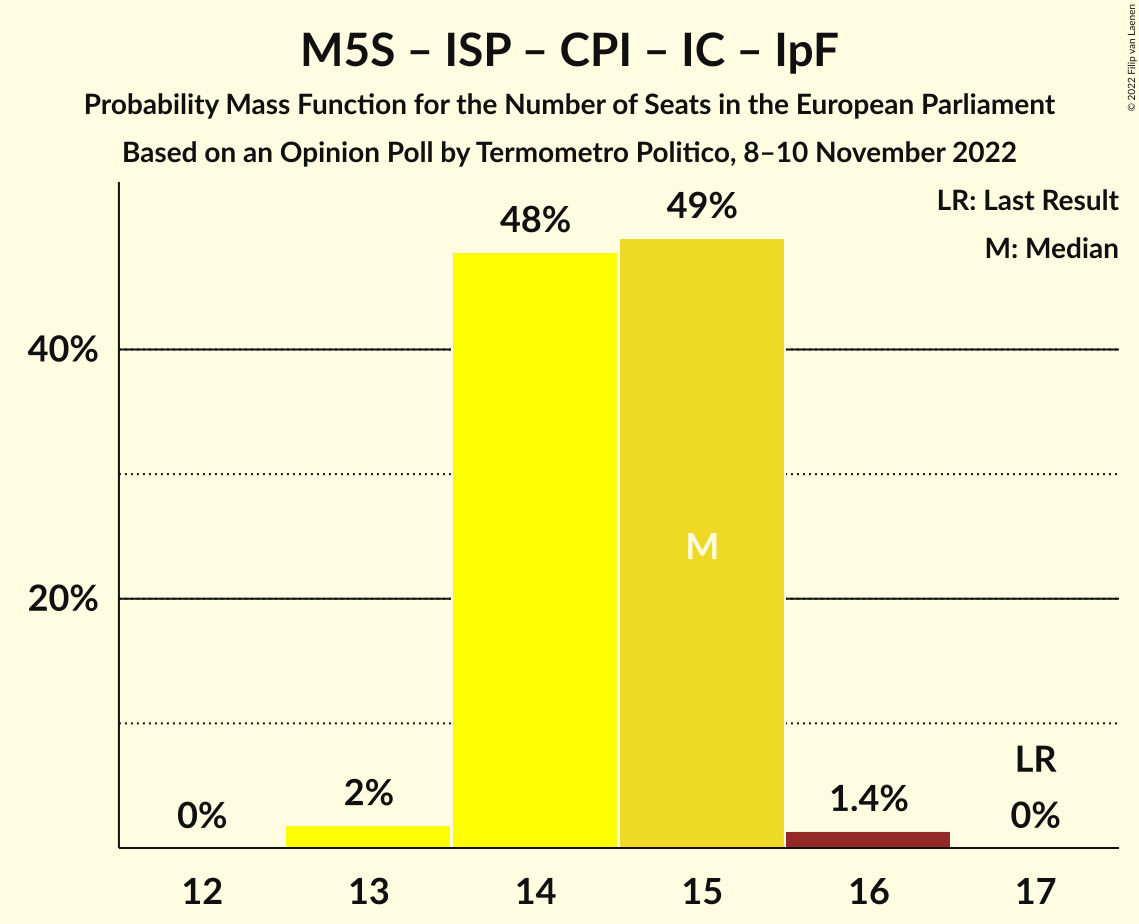 M5S – ISP – CPI – IC – IpF
Probability Mass Function for the Number of Seats in the European Parliament
Based on an Opinion Poll by Termometro Politico, 8–10 November 2022
© 2022 Filip van Laenen
LR: Last Result
M: Median
48%
49%
40%
M
20%
LR
0%
2%
1.4%
0%
12
13
14
15
16
17